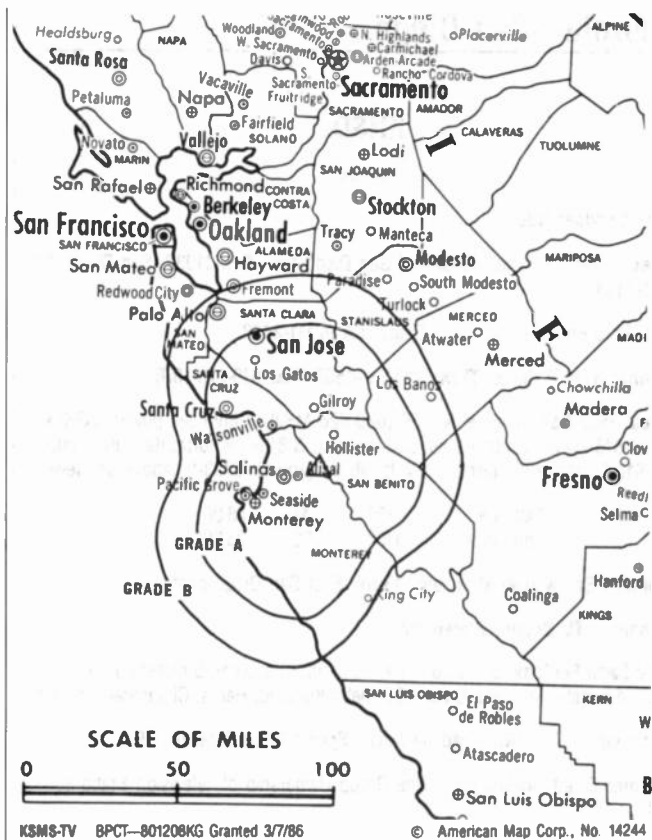 Healdsburg
NAPA
Woodland
N. Highlands
Placerville
ALPINE
Santa Rosa
W. Sacramento
Davis
Carmichael
Arden Arcade
Rancho Cordova
Vacaville
S. Sacramento
Fruitridge
Sacramento
Petaluma
Napa
SACRAMENTO
AMADOR
Fairfield
SOLANO
CALAVERAS
TUOLUMNE
Novato
MARIN
Vallejo
Lodi
SAN JOAQUIN
San Rafael
Richmond
CONTRA
COSTA
Berkeley
Stockton
San Francisco
SAN FRANCISCO
Oakland
Tracy
Manteca
ALAMEDA
Hayward
Modesto
MARIPOSA
San Mateo
Paradise
South Modesto
Redwood City
Fremont
Turlock
Palo Alto
SANTA CLARA
STANISLAUS
MERCED
SAN
MATEO
San Jose
Atwater
Merced
MADI
Los Gatos
SANTA
CRUZ
Los Banos
Chowchilla
Santa Cruz
Gilroy
Madera
Watsonville
Hollister
Clov
Salinas
Alisal
SAN BENITO
Fresno
Pacific Grove
Seaside
Reedl
Monterey
Selma
GRADE A
MONTEREY
GRADE B
King City
Hanford
Coalinga
KINGS
SAN LUIS OBISPO
KERN
El Paso
de Robles
SCALE OF MILES
Atascadero
0 50 100
San Luis Obispo
KSMS-TV BPCT—801208KG Granted 3/7/86
© American Map Corp., No. 14244